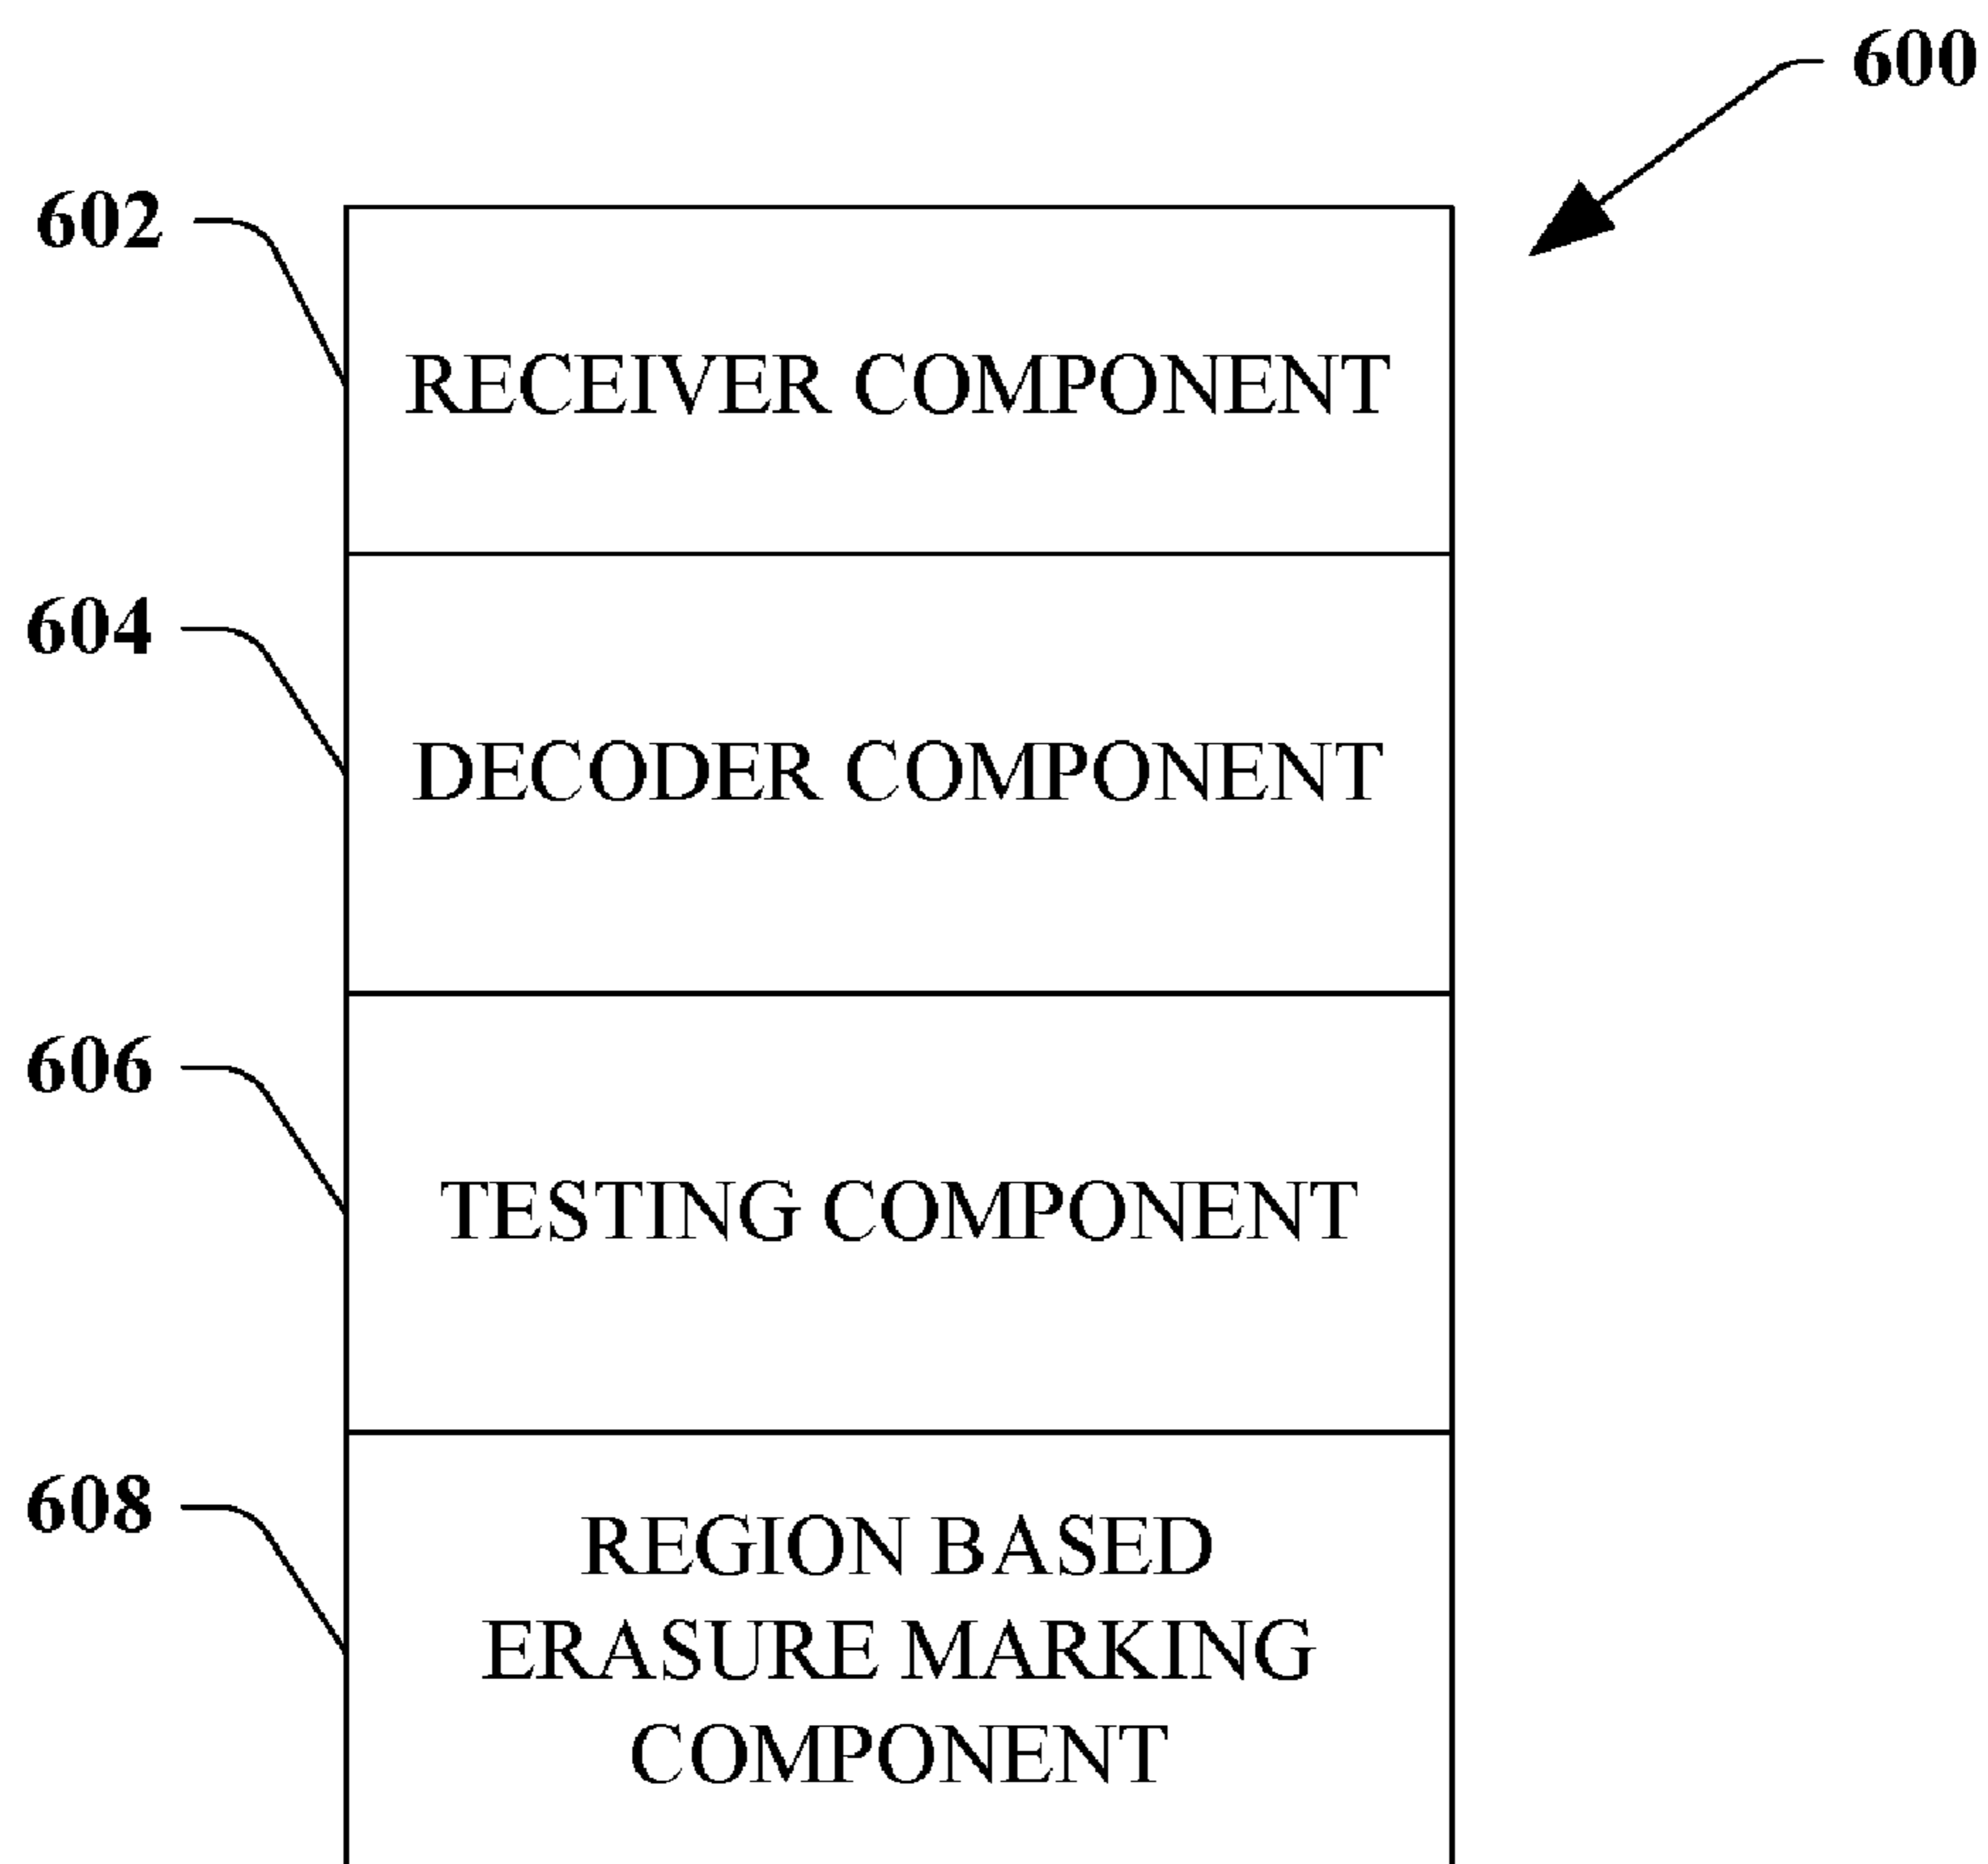 600
602
RECEIVER COMPONENT
604
DECODER COMPONENT
606
TESTING COMPONENT
608
REGION BASED
ERASURE MARKING
COMPONENT